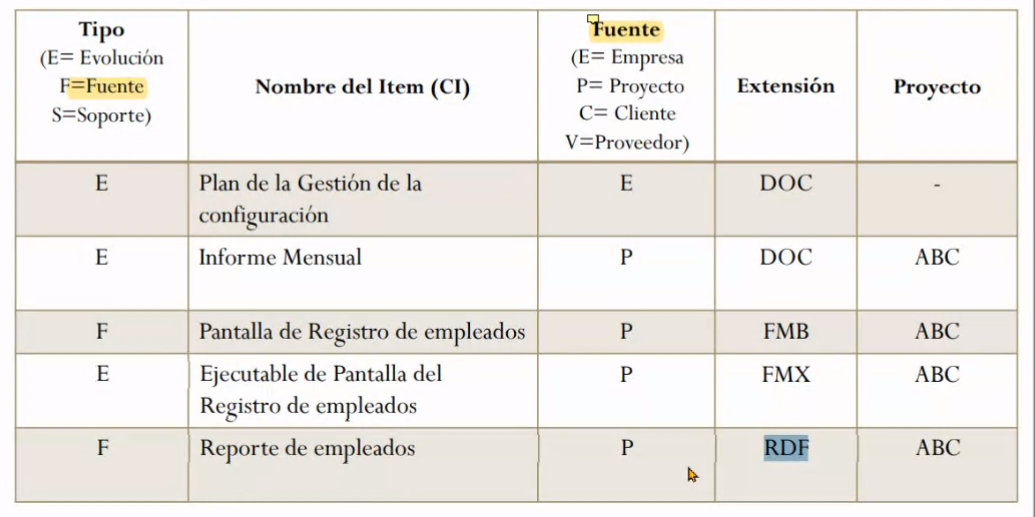 Tipo
(E= Evolución
F=Fuente
S=Soporte)
Nombre del Item (CI)
Fuente
(E= Empresa
P= Proyecto
C= Cliente
V=Proveedor)
Extensión
Proyecto
E
Plan de la Gestión de la
configuración
E
DOC
-
E
Informe Mensual
P
DOC
ABC
F
Pantalla de Registro de empleados
P
FMB
ABC
E
Ejecutable de Pantalla del
Registro de empleados
P
FMX
ABC
F
Reporte de empleados
P
RDF
ABC